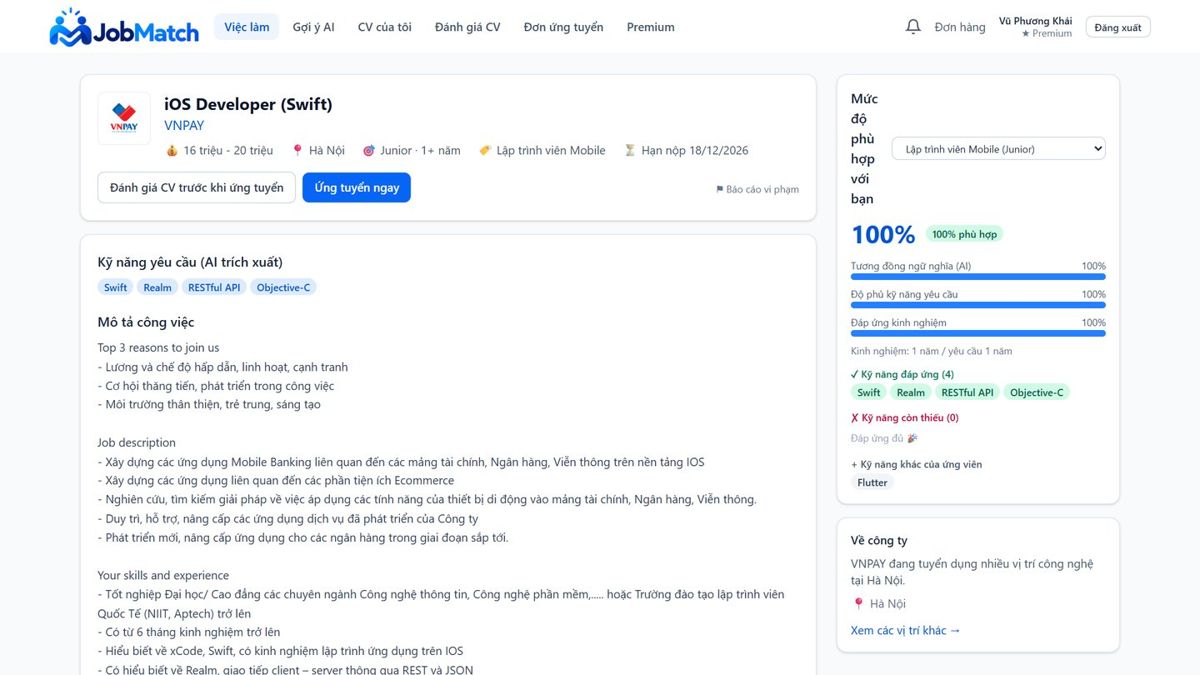 JobMatch
Việc làm
Gợi ý AI
CV của tôi
Đánh giá CV
Đơn ứng tuyển
Premium
Đơn hàng
Vũ Phương Khải
★ Premium
Đăng xuất
VNPAY
iOS Developer (Swift)
VNPAY
💰 16 triệu - 20 triệu
📍 Hà Nội
🎯 Junior · 1+ năm
🏷️ Lập trình viên Mobile
⏳ Hạn nộp 18/12/2026
Đánh giá CV trước khi ứng tuyển
Ứng tuyển ngay
⚑ Báo cáo vi phạm
Kỹ năng yêu cầu (AI trích xuất)
Swift
Realm
RESTful API
Objective-C
Mô tả công việc
Top 3 reasons to join us
- Lương và chế độ hấp dẫn, linh hoạt, cạnh tranh
- Cơ hội thăng tiến, phát triển trong công việc
- Môi trường thân thiện, trẻ trung, sáng tạo
Job description
- Xây dựng các ứng dụng Mobile Banking liên quan đến các mảng tài chính, Ngân hàng, Viễn thông trên nền tảng IOS
- Xây dựng các ứng dụng liên quan đến các phần tiện ích Ecommerce
- Nghiên cứu, tìm kiếm giải pháp về việc áp dụng các tính năng của thiết bị di động vào mảng tài chính, Ngân hàng, Viễn thông.
- Duy trì, hỗ trợ, nâng cấp các ứng dụng dịch vụ đã phát triển của Công ty
- Phát triển mới, nâng cấp ứng dụng cho các ngân hàng trong giai đoạn sắp tới.
Your skills and experience
- Tốt nghiệp Đại học/ Cao đẳng các chuyên ngành Công nghệ thông tin, Công nghệ phần mềm,..... hoặc Trường đào tạo lập trình viên
Quốc Tế (NIIT, Aptech) trở lên
- Có từ 6 tháng kinh nghiệm trở lên
- Hiểu biết về xCode, Swift, có kinh nghiệm lập trình ứng dụng trên IOS
- Có hiểu biết về Realm, giao tiếp client – server thông qua REST và JSON
Mức
độ
phù
hợp
với
bạn
Lập trình viên Mobile (Junior)
100%
100% phù hợp
Tương đồng ngữ nghĩa (AI)
100%
Độ phủ kỹ năng yêu cầu
100%
Đáp ứng kinh nghiệm
100%
Kinh nghiệm: 1 năm / yêu cầu 1 năm
✓ Kỹ năng đáp ứng (4)
Swift
Realm
RESTful API
Objective-C
✗ Kỹ năng còn thiếu (0)
Đáp ứng đủ 🎉
+ Kỹ năng khác của ứng viên
Flutter
Về công ty
VNPAY đang tuyển dụng nhiều vị trí công nghệ
tại Hà Nội.
📍 Hà Nội
Xem các vị trí khác →